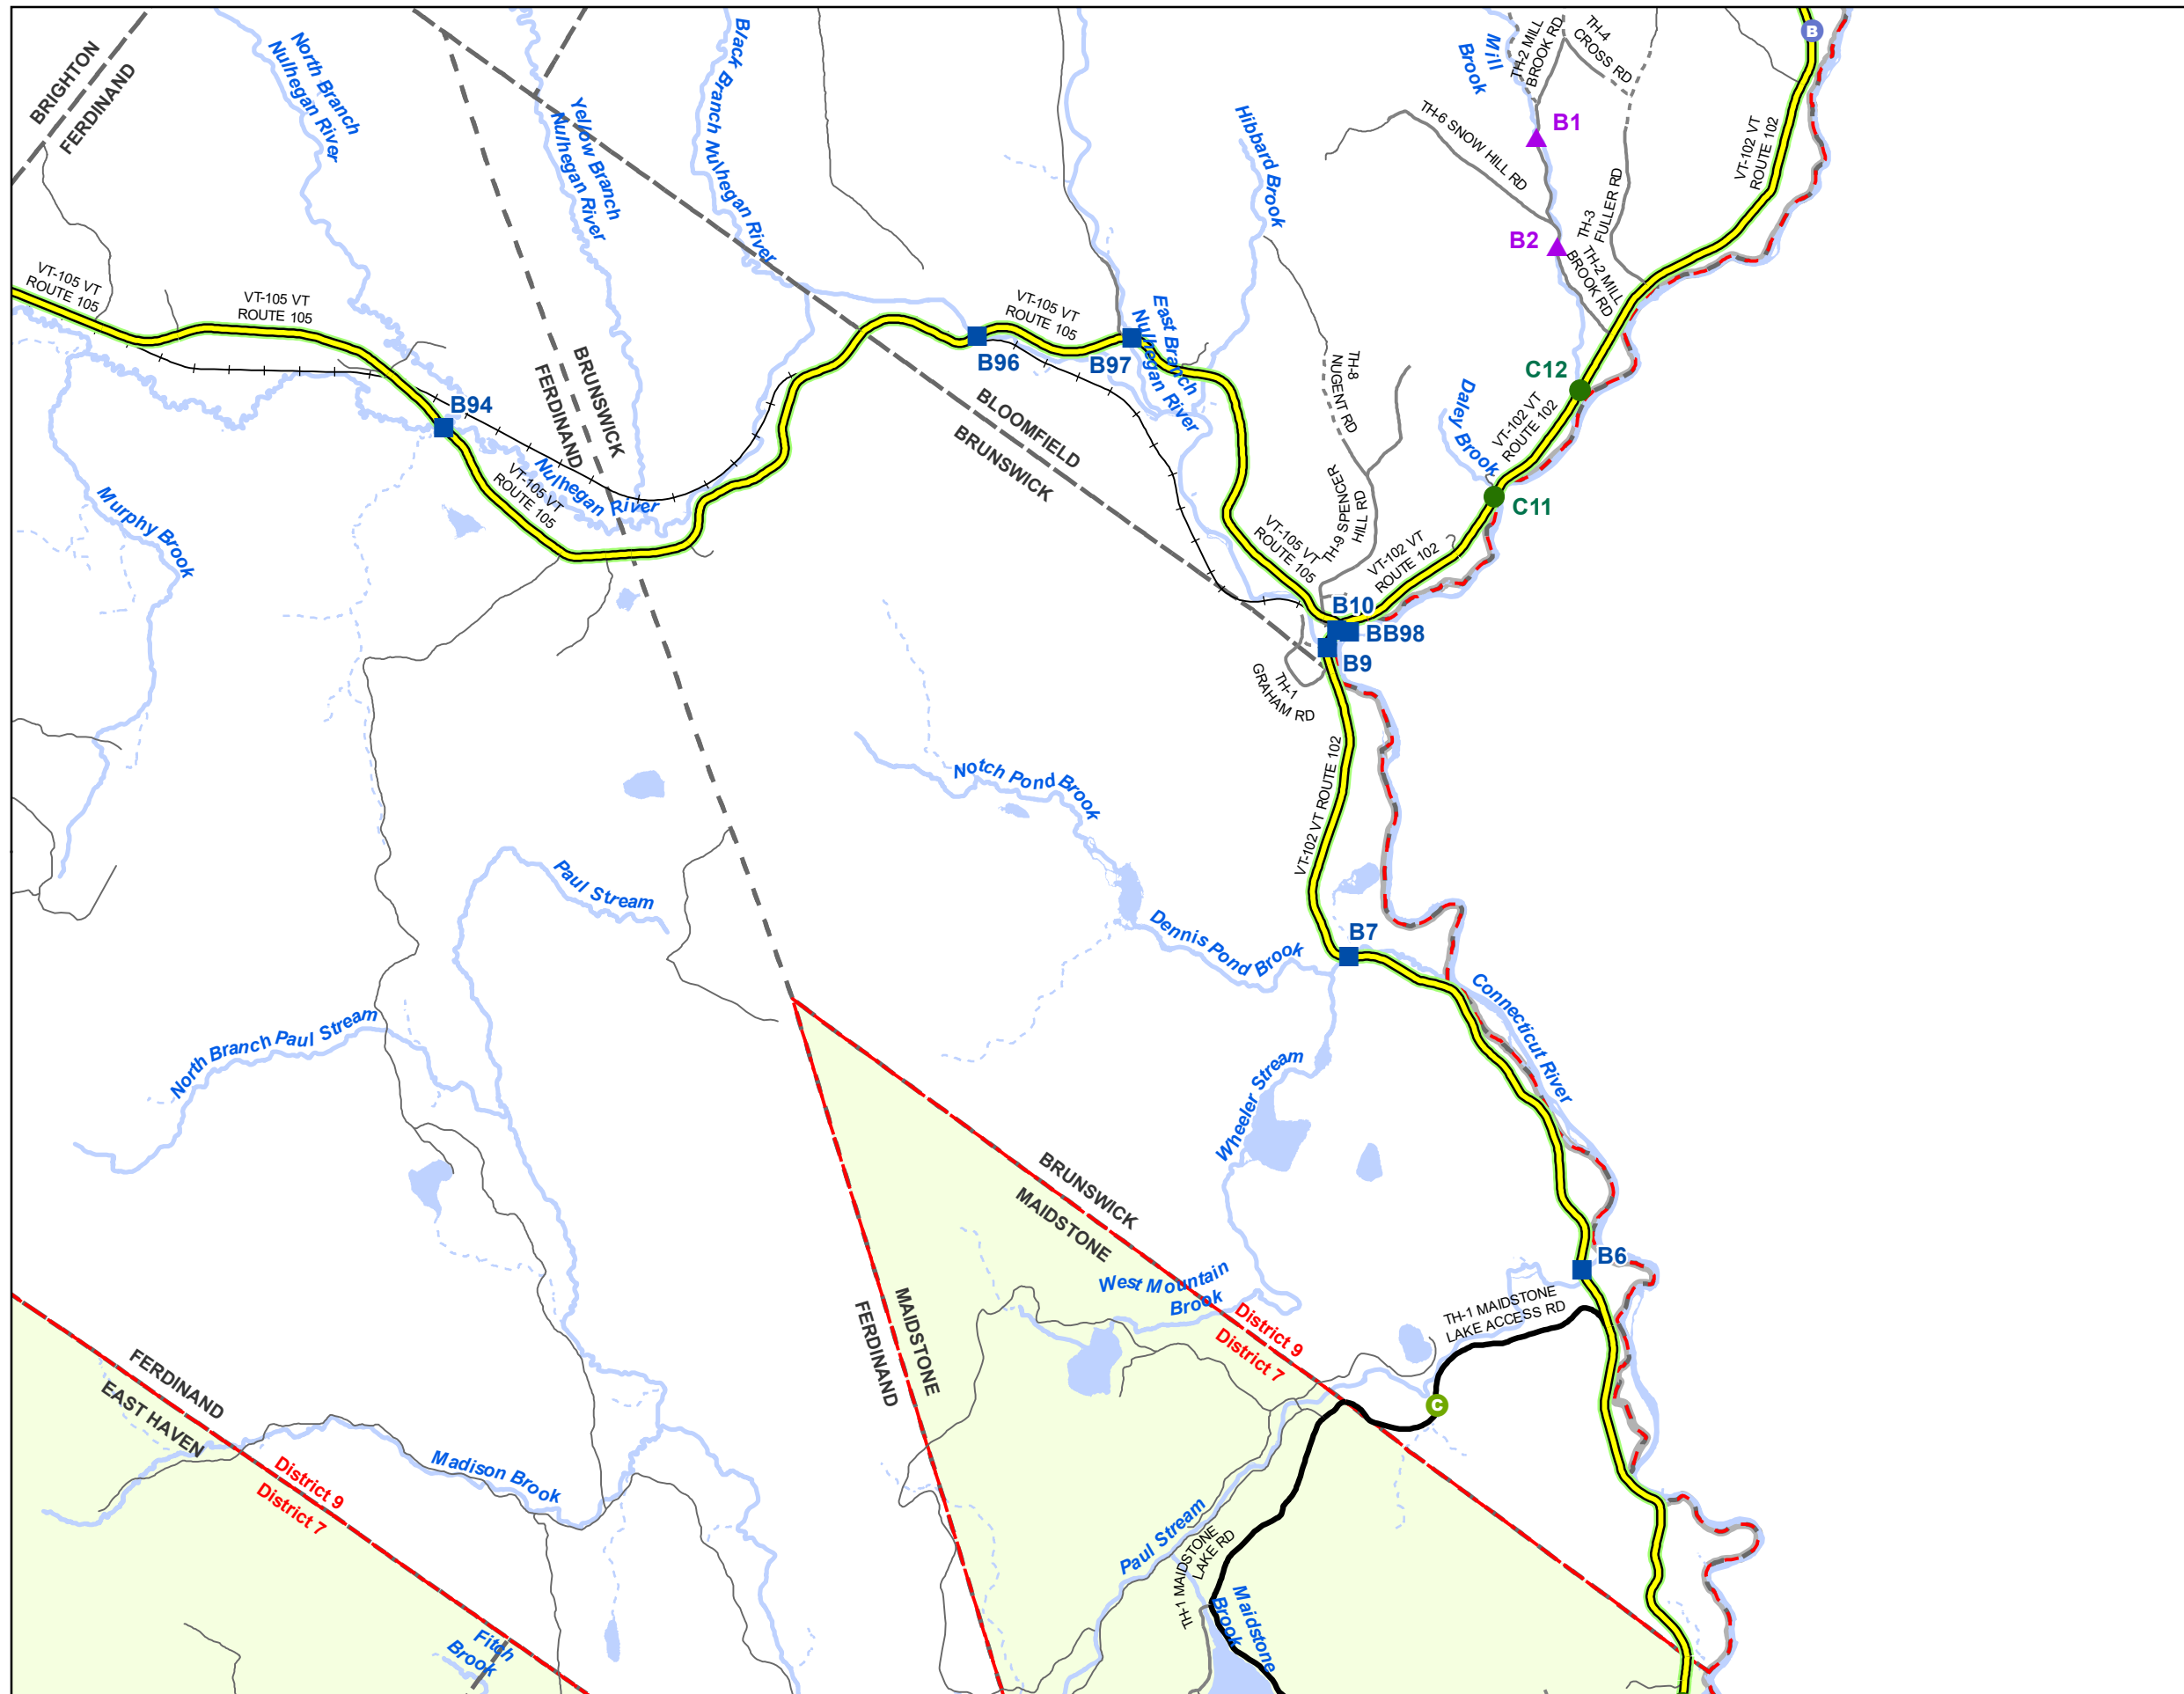 BRIGHTON
FERDINAND
North Branch
Nulhegan River
Yellow Branch
Nulhegan River
Black Branch Nulhegan River
Mill
Brook
TH-2 MILL
BROOK RD
TH-4
CROSS RD
B
B1
TH-6 SNOW HILL RD
Hibbard Brook
VT-102 VT
ROUTE 102
TH-3
FULLER RD
B2
TH-2 MILL
BROOK RD
VT-105 VT
ROUTE 105
VT-105 VT
ROUTE 105
VT-105 VT
ROUTE 105
East Branch
Nulhegan River
B96
B97
BRUNSWICK
FERDINAND
B94
BLOOMFIELD
BRUNSWICK
TH-8
NUGENT RD
C12
VT-102 VT
ROUTE 102
Daley Brook
C11
Murphy Brook
VT-105 VT
ROUTE 105
Nulhegan River
VT-105 VT
ROUTE 105
TH-9 SPENCER
HILL RD
VT-102 VT
ROUTE 102
B10
BB98
B9
TH-1
GRAHAM RD
VT-102 VT ROUTE 102
Notch Pond Brook
Paul Stream
Dennis Pond Brook
B7
Connecticut River
North Branch Paul Stream
Wheeler Stream
BRUNSWICK
MAIDSTONE
B6
West Mountain
Brook
MAIDSTONE
FERDINAND
District 9
District 7
TH-1 MAIDSTONE
LAKE ACCESS RD
C
FERDINAND
EAST HAVEN
District 9
District 7
Madison Brook
Paul Stream
TH-1 MAIDSTONE
LAKE RD
Maidstone
Brook
Fitch
Brook